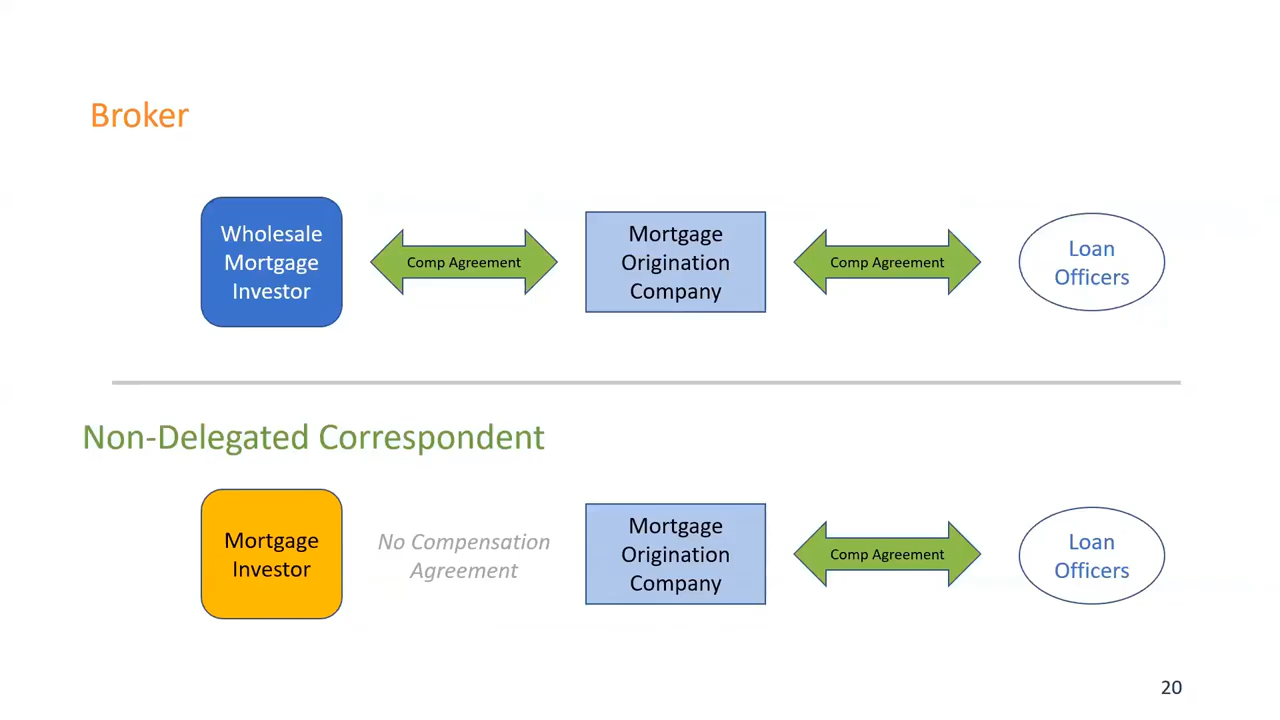 Broker
Wholesale
Mortgage
Investor
Comp Agreement
Mortgage
Origination
Company
Comp Agreement
Loan
Officers
Non-Delegated Correspondent
Mortgage
Investor
No Compensation
Agreement
Mortgage
Origination
Company
Comp Agreement
Loan
Officers
20